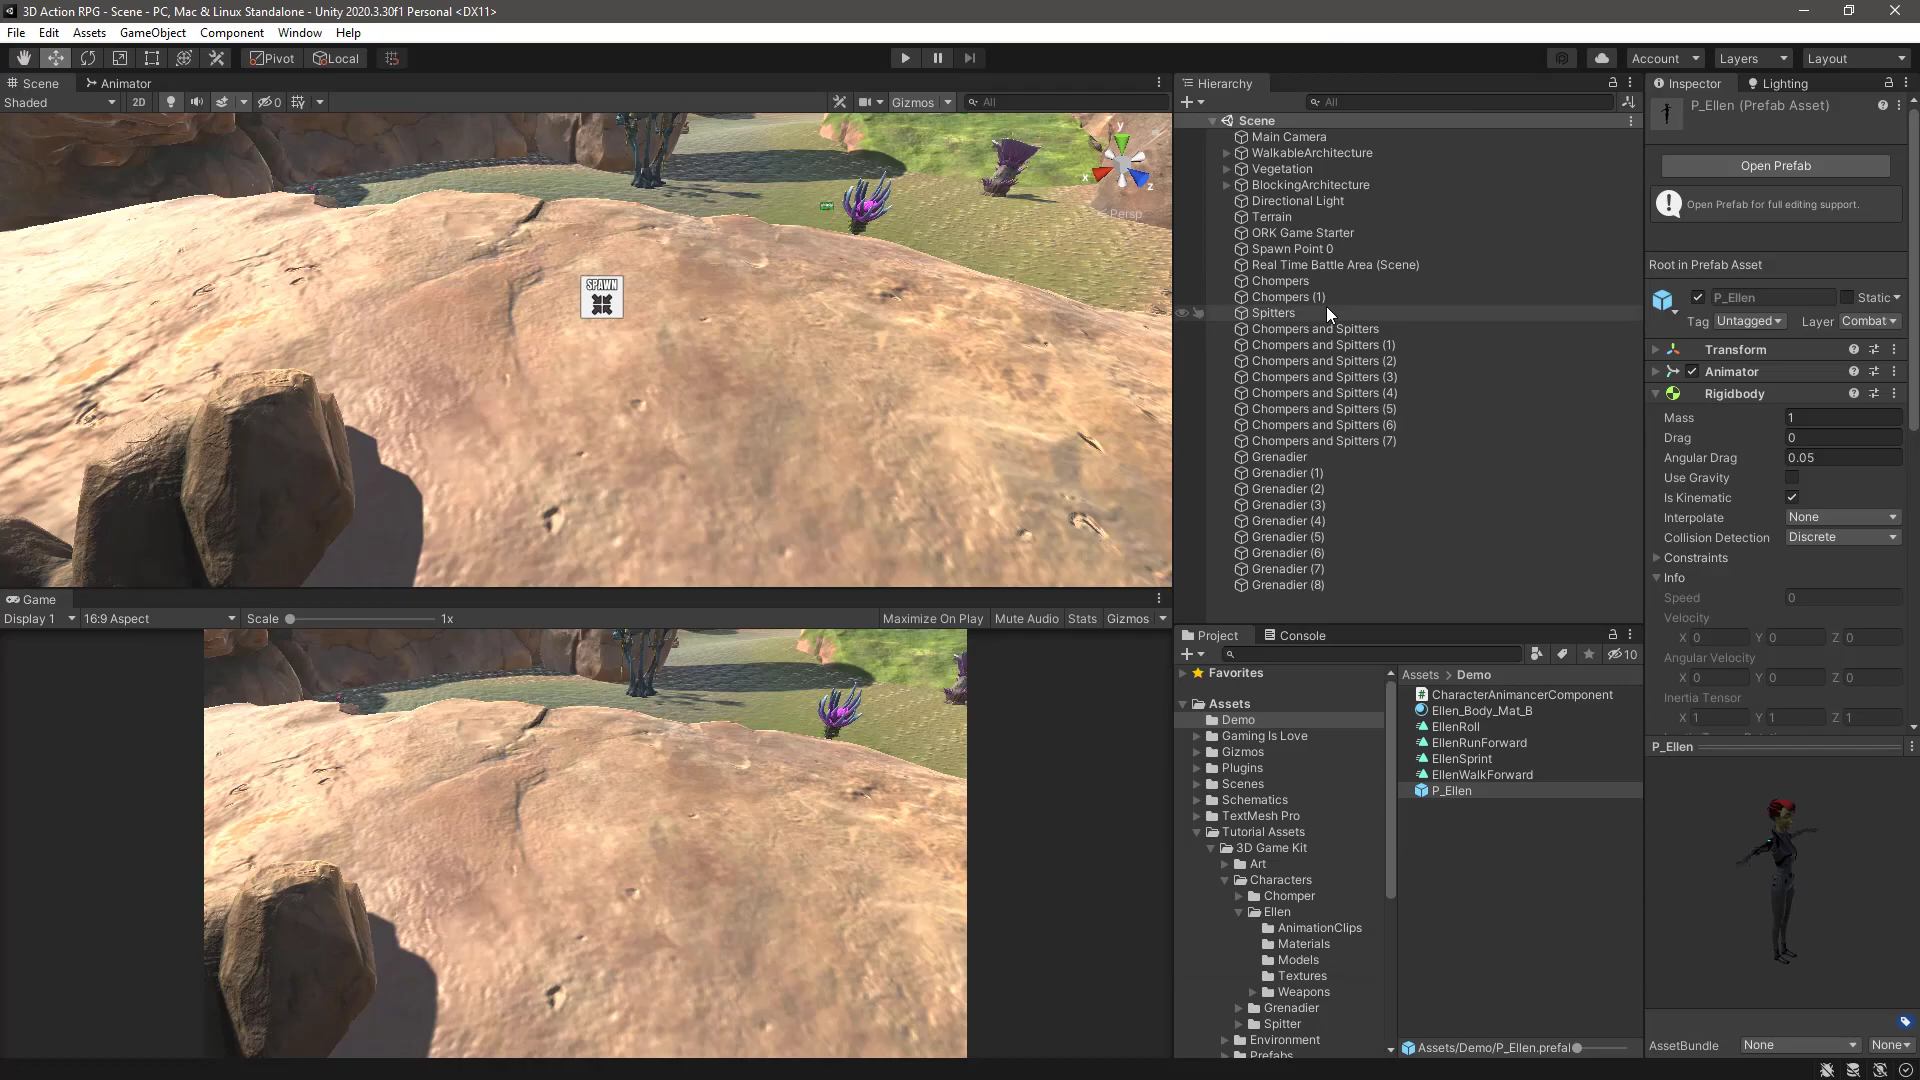 3D Action RPG - Scene - PC, Mac & Linux Standalone - Unity 2020.3.30f1 Personal <DX11>
File Edit Assets GameObject Component Window Help
Pivot Local Account Layers Layout
Scene Animator
Shaded 2D 0 Gizmos All
y
x
z
Persp
SPAWN
Game
Display 1 16:9 Aspect Scale 1x Maximize On Play Mute Audio Stats Gizmos
Hierarchy
All
Scene
Main Camera
WalkableArchitecture
Vegetation
BlockingArchitecture
Directional Light
Terrain
ORK Game Starter
Spawn Point 0
Real Time Battle Area (Scene)
Chompers
Chompers (1)
Spitters
Chompers and Spitters
Chompers and Spitters (1)
Chompers and Spitters (2)
Chompers and Spitters (3)
Chompers and Spitters (4)
Chompers and Spitters (5)
Chompers and Spitters (6)
Chompers and Spitters (7)
Grenadier
Grenadier (1)
Grenadier (2)
Grenadier (3)
Grenadier (4)
Grenadier (5)
Grenadier (6)
Grenadier (7)
Grenadier (8)
Project Console
10
Favorites
Assets
Demo
Gaming Is Love
Gizmos
Plugins
Scenes
Schematics
TextMesh Pro
Tutorial Assets
3D Game Kit
Art
Characters
Chomper
Ellen
AnimationClips
Materials
Models
Textures
Weapons
Grenadier
Spitter
Environment
Prefabs
Assets > Demo
CharacterAnimancerComponent
Ellen_Body_Mat_B
EllenRoll
EllenRunForward
EllenSprint
EllenWalkForward
P_Ellen
Assets/Demo/P_Ellen.prefal
Inspector Lighting
P_Ellen (Prefab Asset)
Open Prefab
Open Prefab for full editing support.
Root in Prefab Asset
P_Ellen Static
Tag Untagged Layer Combat
Transform
Animator
Rigidbody
Mass 1
Drag 0
Angular Drag 0.05
Use Gravity
Is Kinematic
Interpolate None
Collision Detection Discrete
Constraints
Info
Speed 0
Velocity
X 0 Y 0 Z 0
Angular Velocity
X 0 Y 0 Z 0
Inertia Tensor
X 1 Y 1 Z 1
P_Ellen
AssetBundle None None